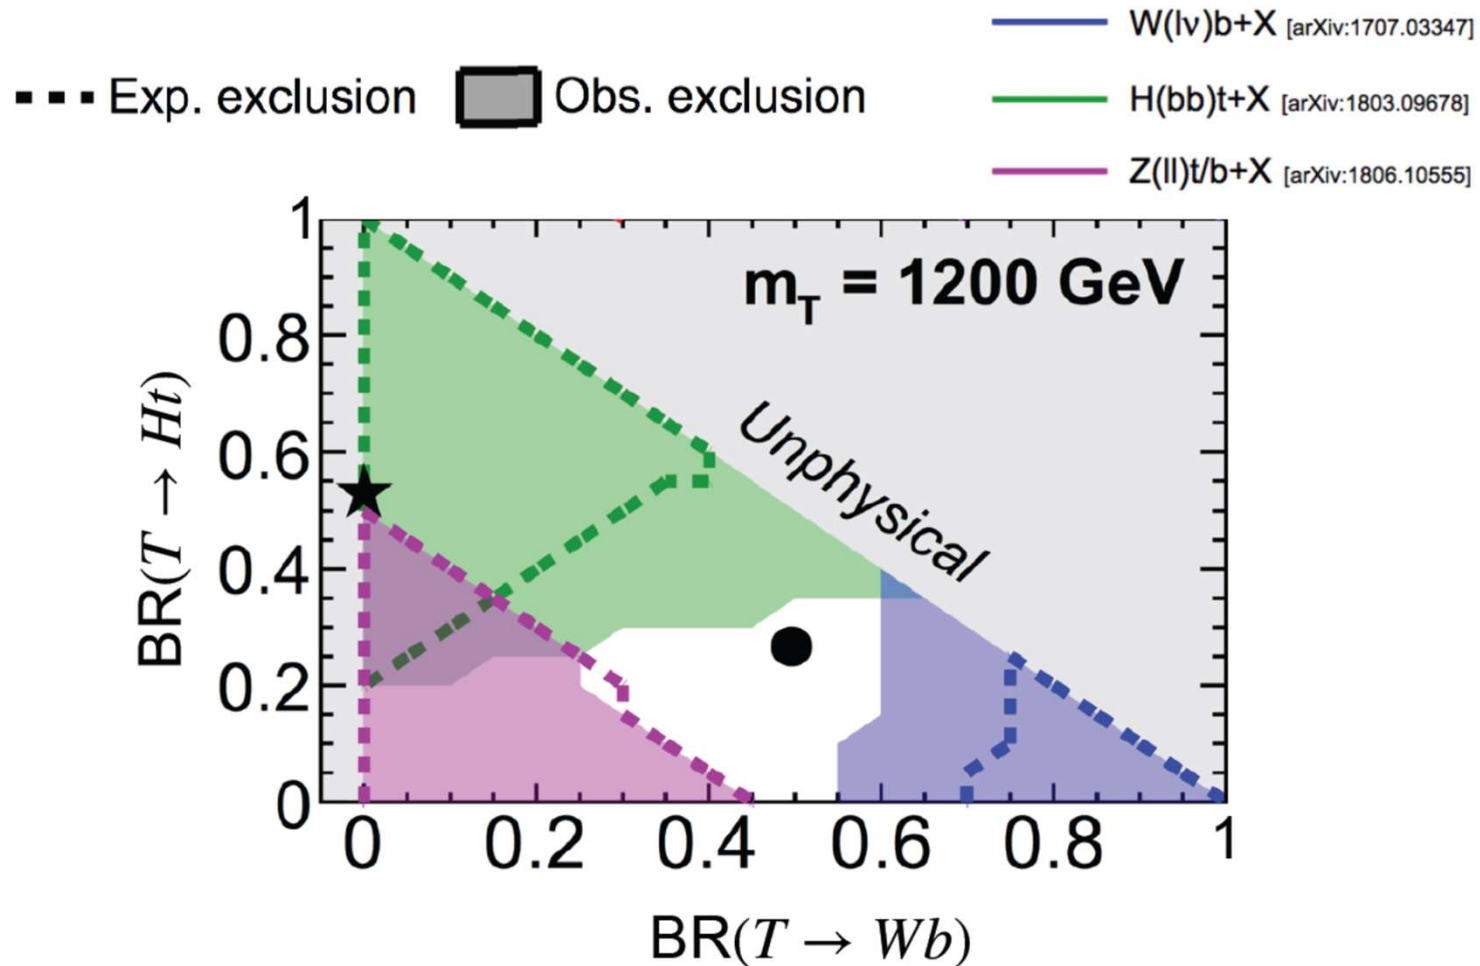 W(lν)b+X [arXiv:1707.03347]
Exp. exclusion Obs. exclusion
H(bb)t+X [arXiv:1803.09678]
Z(ll)t/b+X [arXiv:1806.10555]
1
m_T = 1200 GeV
0.8
Unphysical
0.6
0.4
0.2
0
BR(T → Ht)
0 0.2 0.4 0.6 0.8 1
BR(T → Wb)